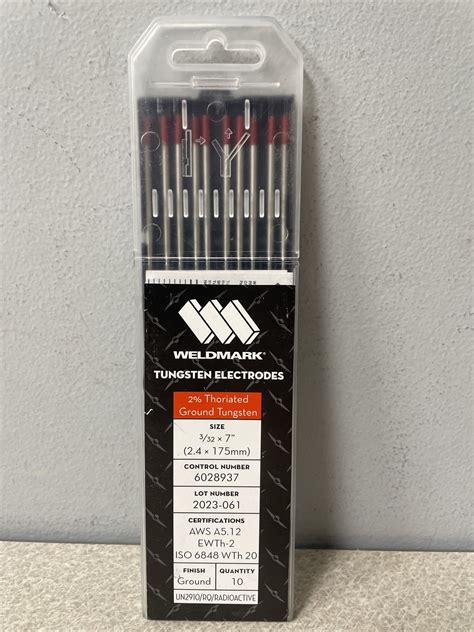 WELDMARK®
TUNGSTEN ELECTRODES
2% Thoriated
Ground Tungsten
SIZE
3/32 × 7"
(2.4 × 175mm)
CONTROL NUMBER
6028937
LOT NUMBER
2023-061
CERTIFICATIONS
AWS A5.12
EWTh-2
ISO 6848 WTh 20
FINISH
Ground
QUANTITY
10
UN2910/RQ/RADIOACTIVE